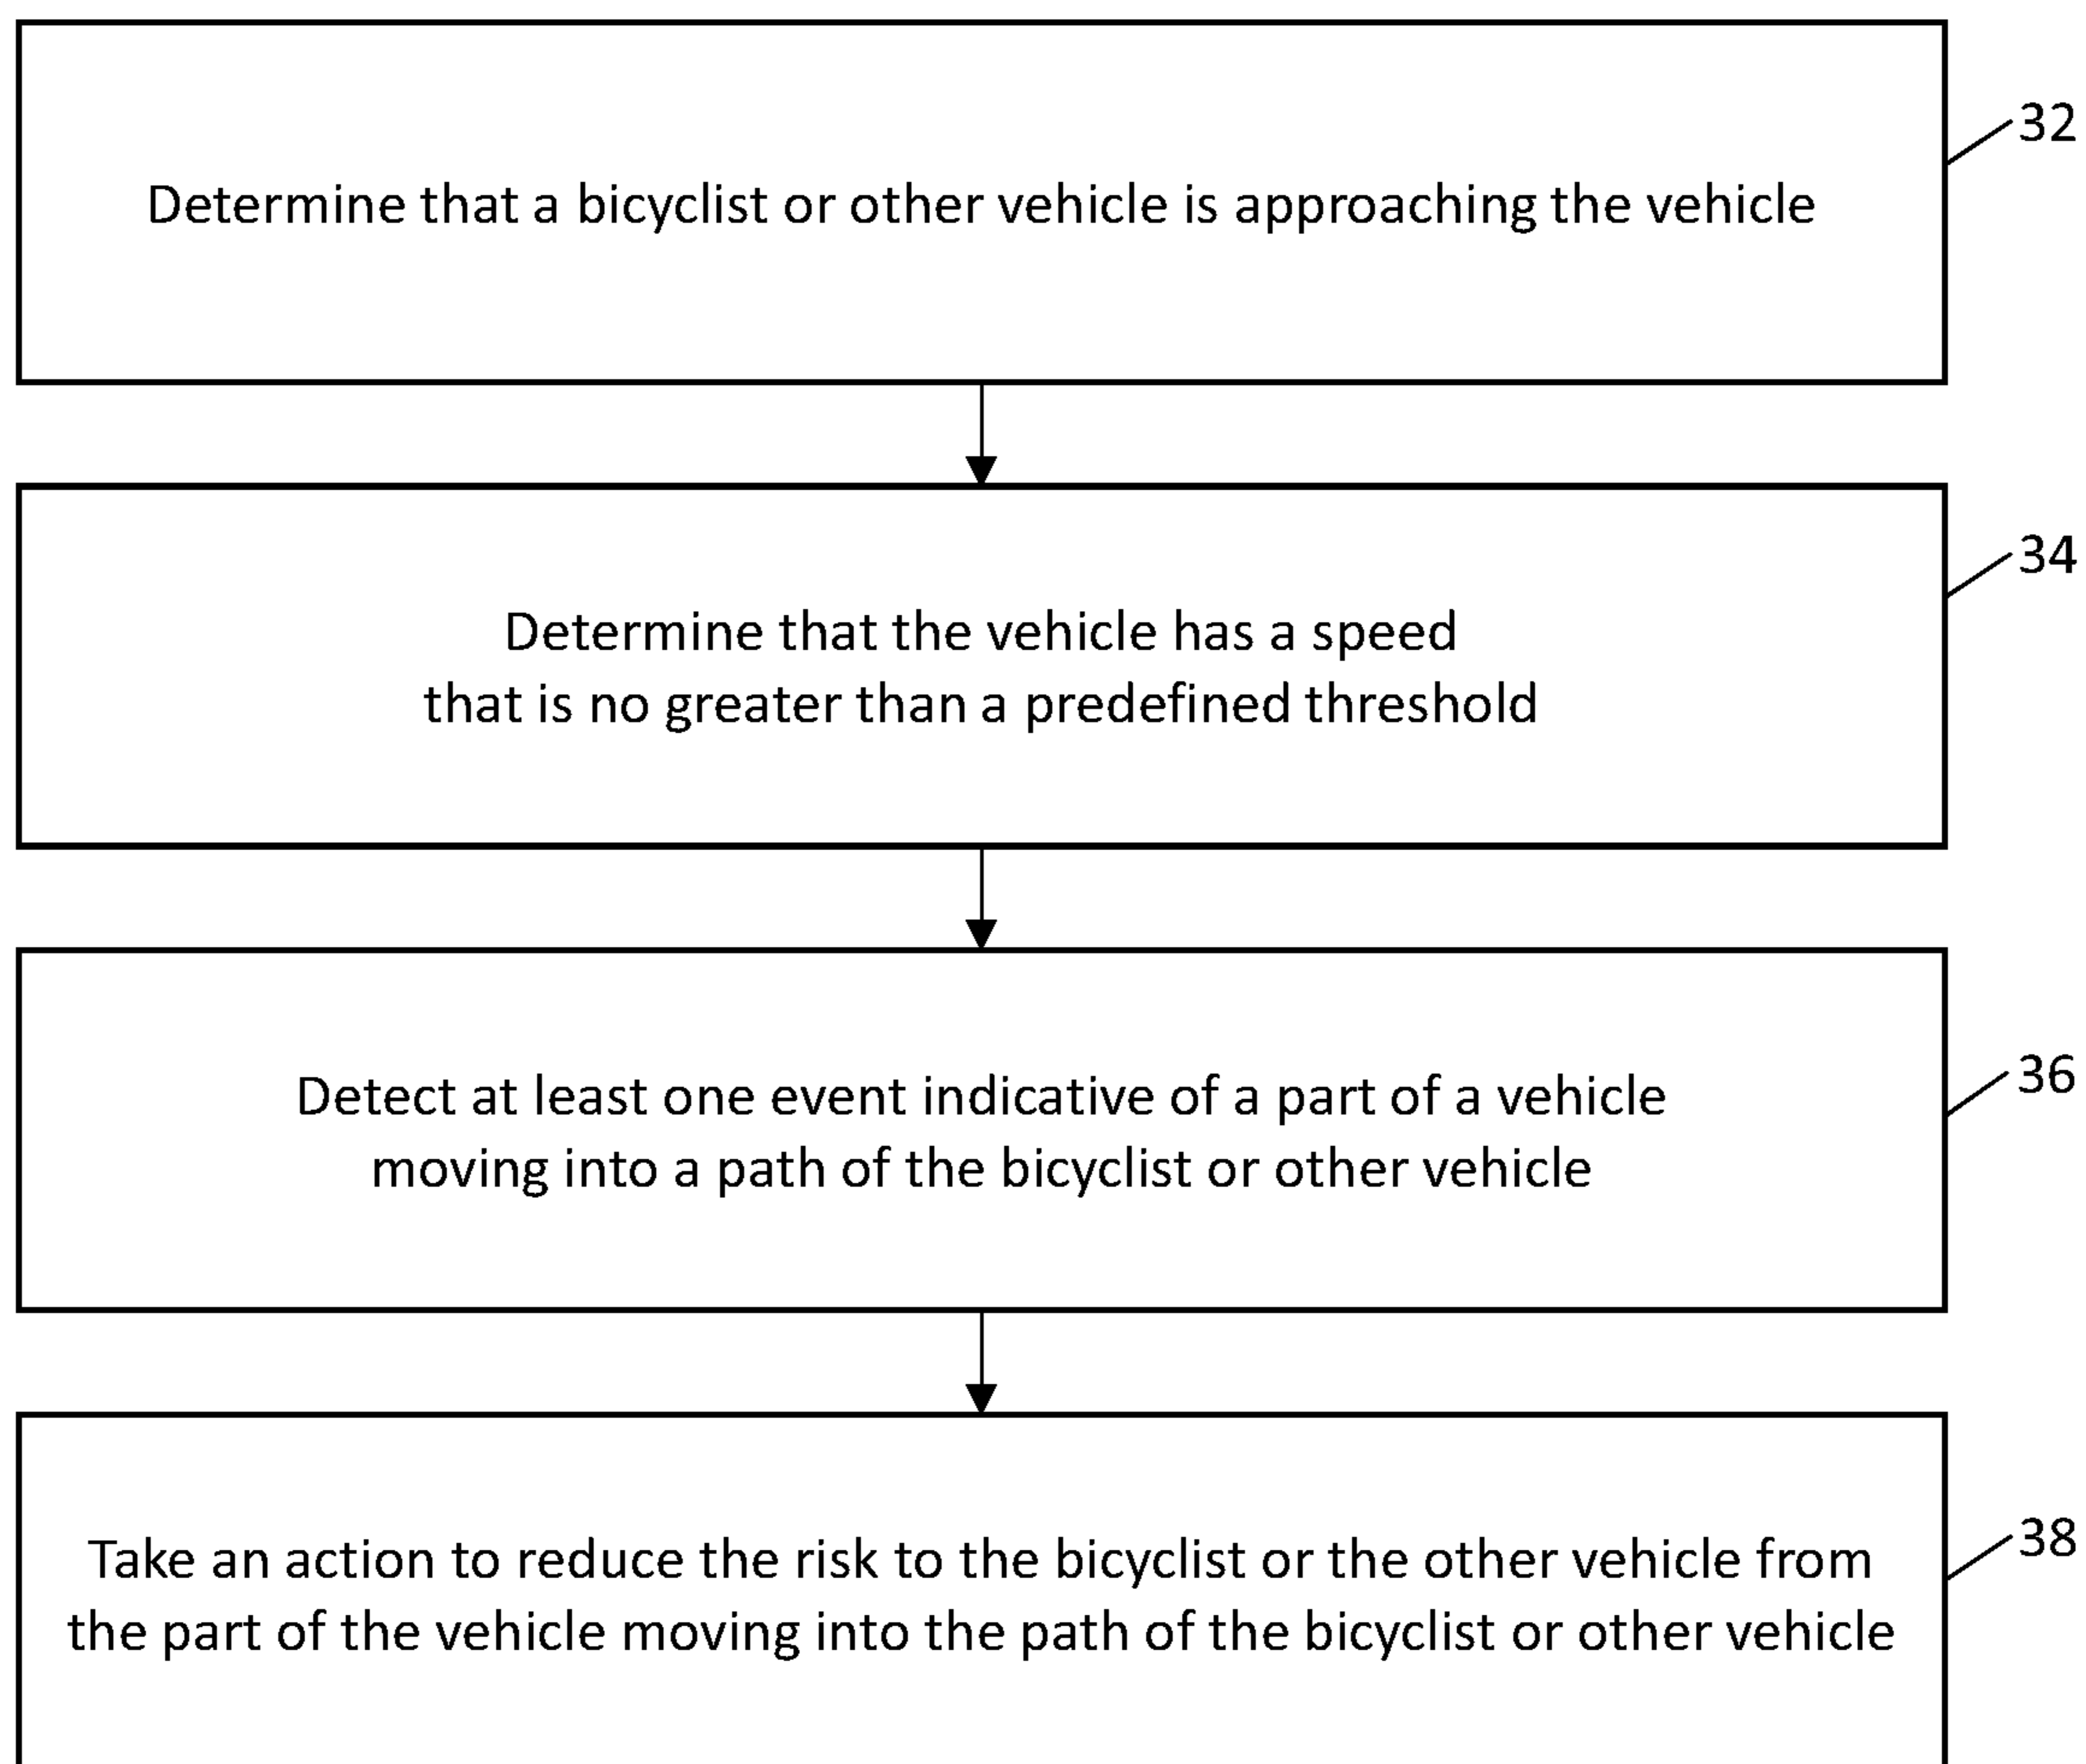 32
Determine that a bicyclist or other vehicle is approaching the vehicle
34
Determine that the vehicle has a speed
that is no greater than a predefined threshold
36
Detect at least one event indicative of a part of a vehicle
moving into a path of the bicyclist or other vehicle
38
Take an action to reduce the risk to the bicyclist or the other vehicle from
the part of the vehicle moving into the path of the bicyclist or other vehicle